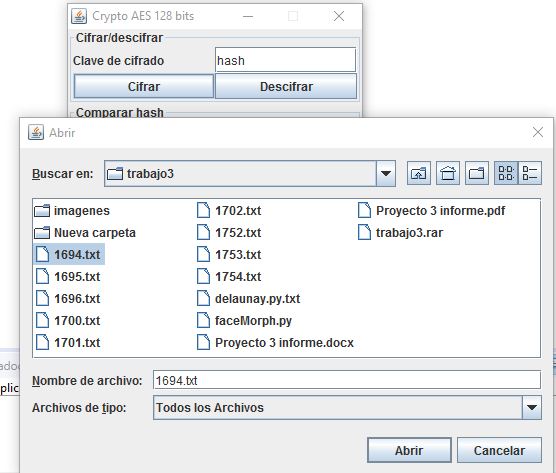 Crypto AES 128 bits
Cifrar/descifrar
Clave de cifrado hash
Cifrar Descifrar
Comparar hash
Abrir
Buscar en: trabajo3
imagenes 1702.txt Proyecto 3 informe.pdf
Nueva carpeta 1752.txt trabajo3.rar
1694.txt 1753.txt
1695.txt 1754.txt
1696.txt delaunay.py.txt
1700.txt faceMorph.py
1701.txt Proyecto 3 informe.docx
Nombre de archivo: 1694.txt
Archivos de tipo: Todos los Archivos
Abrir Cancelar